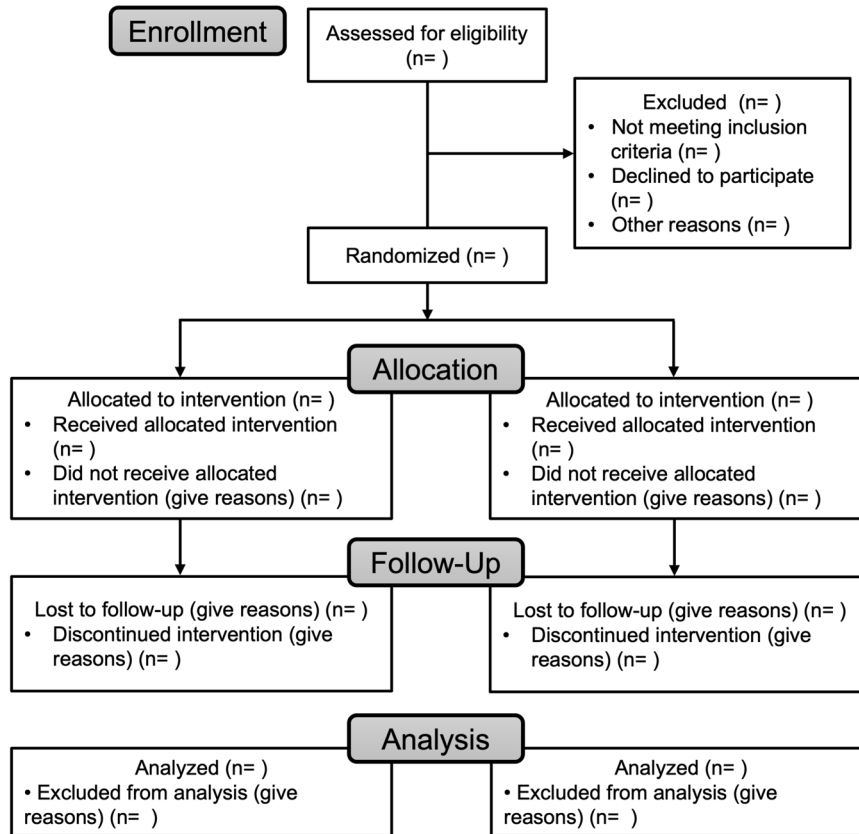 Enrollment
Assessed for eligibility
(n= )
Excluded (n= )
• Not meeting inclusion
criteria (n= )
• Declined to participate
(n= )
• Other reasons (n= )
Randomized (n= )
Allocation
Allocated to intervention (n= )
• Received allocated intervention
(n= )
• Did not receive allocated
intervention (give reasons) (n= )
Allocated to intervention (n= )
• Received allocated intervention
(n= )
• Did not receive allocated
intervention (give reasons) (n= )
Follow-Up
Lost to follow-up (give reasons) (n= )
• Discontinued intervention (give
reasons) (n= )
Lost to follow-up (give reasons) (n= )
• Discontinued intervention (give
reasons) (n= )
Analysis
Analyzed (n= )
• Excluded from analysis (give
reasons) (n= )
Analyzed (n= )
• Excluded from analysis (give
reasons) (n= )